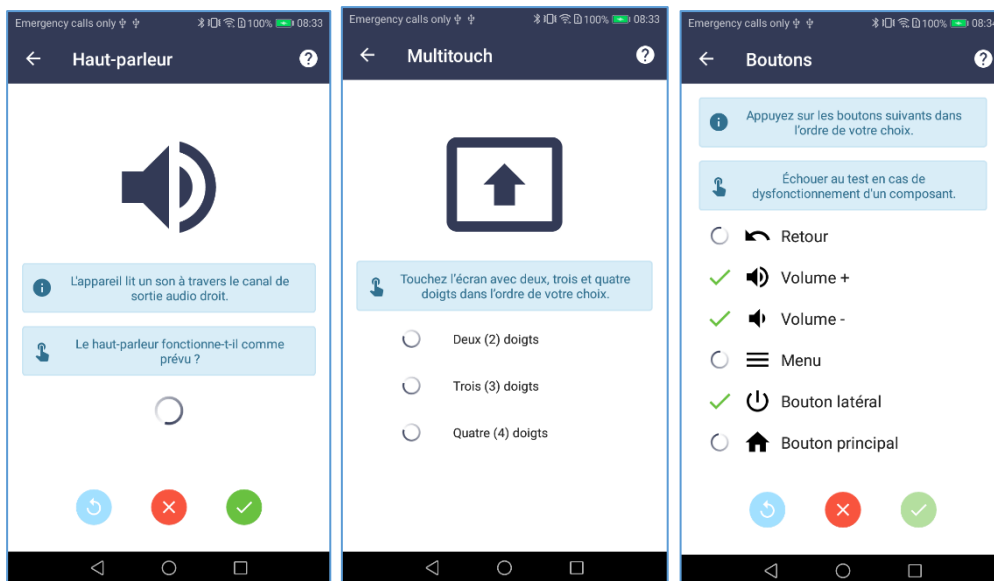 Emergency calls only
100% 08:33
Haut-parleur
L'appareil lit un son à travers le canal de
sortie audio droit.
Le haut-parleur fonctionne-t-il comme
prévu ?
Emergency calls only
100% 08:33
Multitouch
Touchez l'écran avec deux, trois et quatre
doigts dans l'ordre de votre choix.
Deux (2) doigts
Trois (3) doigts
Quatre (4) doigts
Emergency calls only
100% 08:34
Boutons
Appuyez sur les boutons suivants dans
l'ordre de votre choix.
Échouer au test en cas de
dysfonctionnement d'un composant.
Retour
Volume +
Volume -
Menu
Bouton latéral
Bouton principal